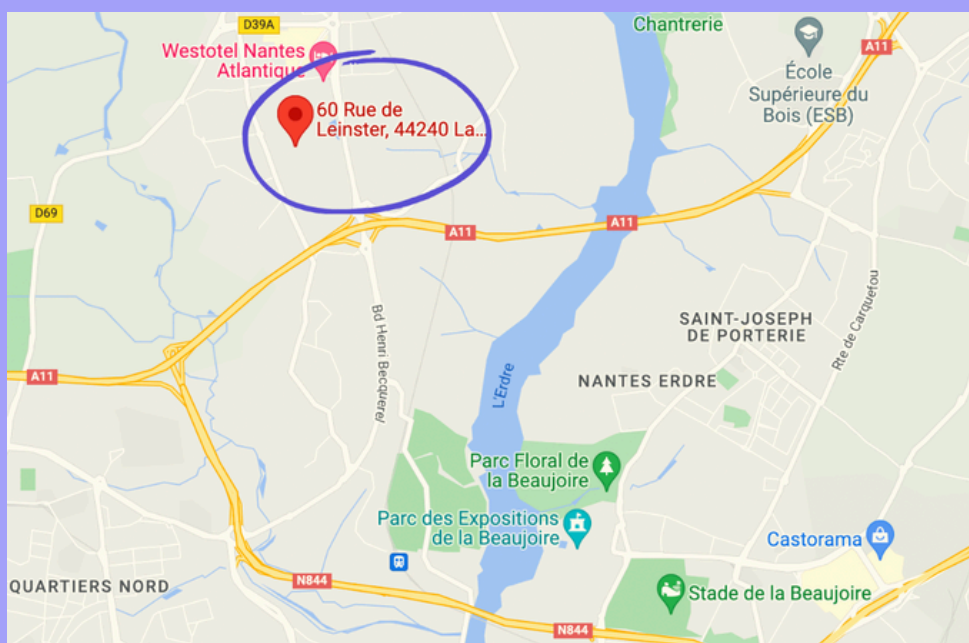 D39A
Chantrerie
A11
Westotel Nantes
Atlantique
École
Supérieure du
Bois (ESB)
60 Rue de
Leinster, 44240 La...
D69
A11
A11
Bd Henri Becquerel
SAINT-JOSEPH
DE PORTERIE
Rte de Carquefou
A11
L'Erdre
NANTES ERDRE
Parc Floral de
la Beaujoire
Parc des Expositions
de la Beaujoire
Castorama
QUARTIERS NORD
N844
Stade de la Beaujoire
N844